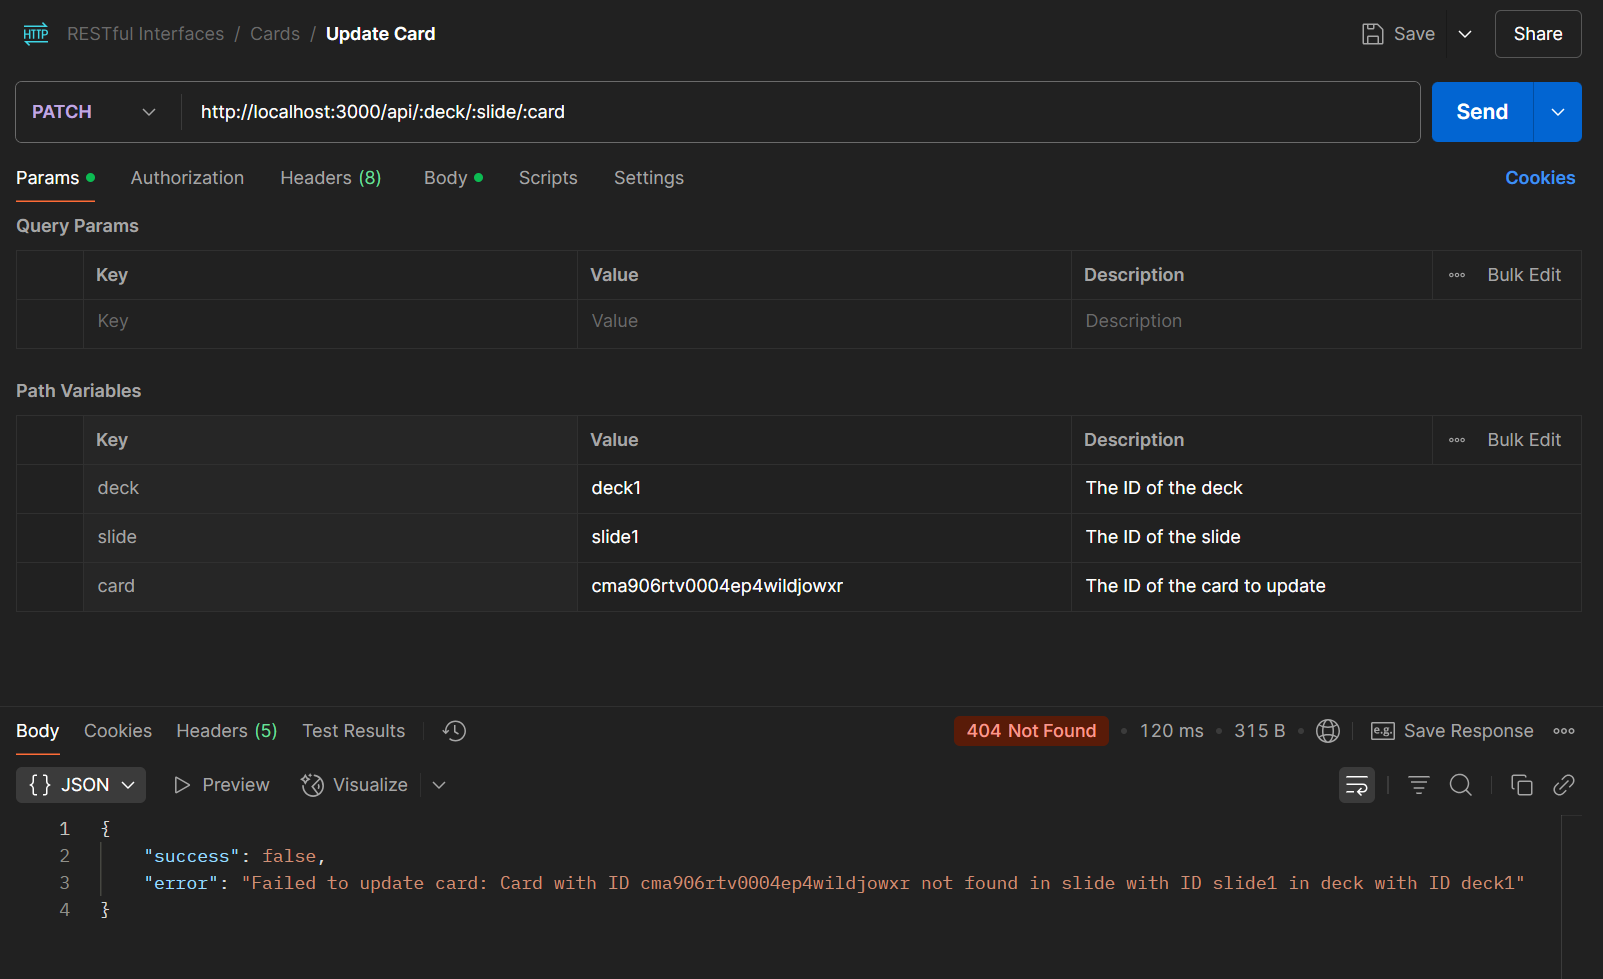 HTTP RESTful Interfaces / Cards / Update Card Save Share
PATCH http://localhost:3000/api/:deck/:slide/:card Send
Params Authorization Headers (8) Body Scripts Settings Cookies
Query Params
Key Value Description Bulk Edit
Key Value Description
Path Variables
Key Value Description Bulk Edit
deck deck1 The ID of the deck
slide slide1 The ID of the slide
card cma906rtv0004ep4wildjowxr The ID of the card to update
Body Cookies Headers (5) Test Results 404 Not Found • 120 ms • 315 B • e.g. Save Response
{} JSON Preview Visualize
1 {
2 "success": false,
3 "error": "Failed to update card: Card with ID cma906rtv0004ep4wildjowxr not found in slide with ID slide1 in deck with ID deck1"
4 }